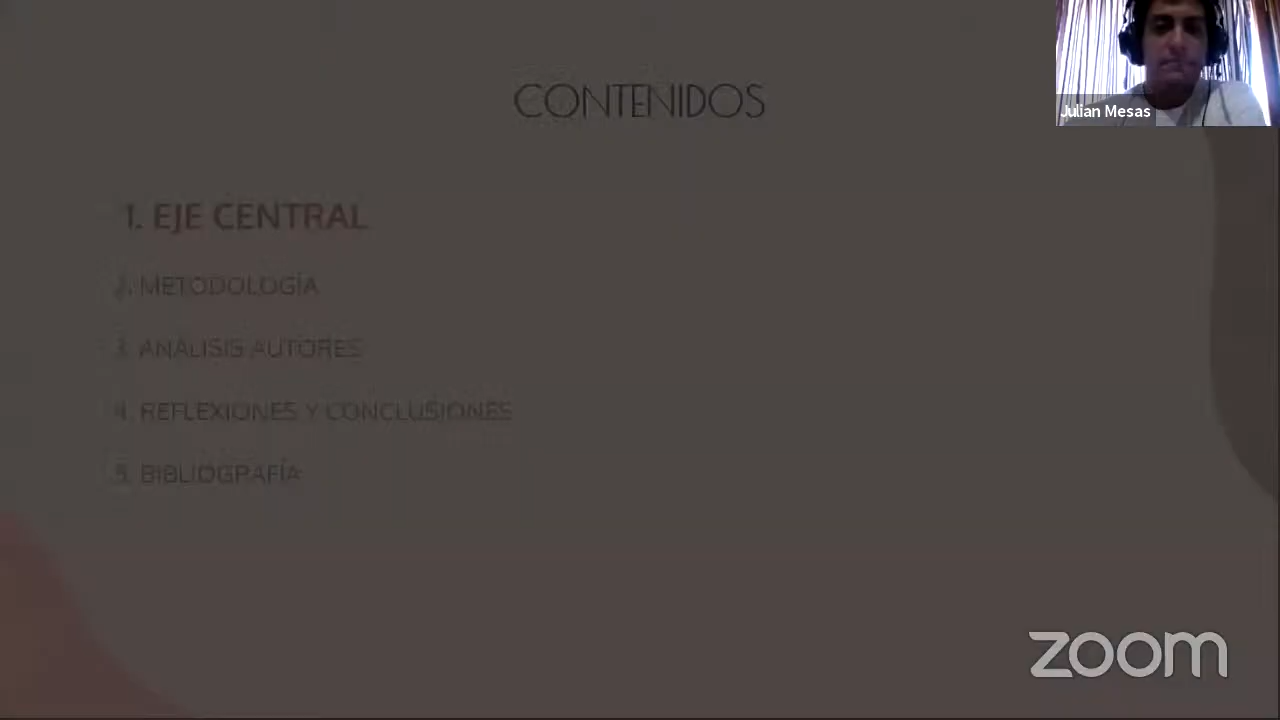 CONTENIDOS
Julian Mesas
1. EJE CENTRAL
2. METODOLOGÍA
3. ANÁLISIS AUTORES
4. REFLEXIONES Y CONCLUSIONES
5. BIBLIOGRAFÍA
zoom